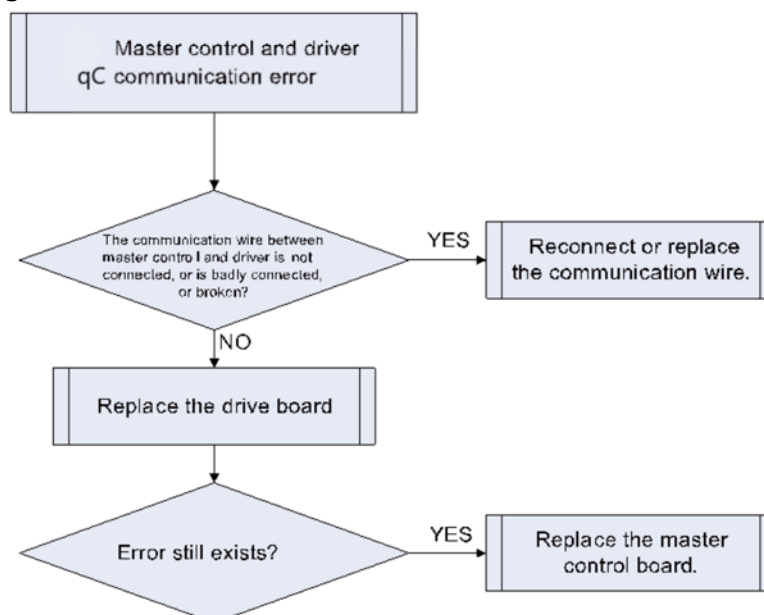 Master control and driver
qC communication error
The communication wire between
master control and driver is not
connected, or is badly connected,
or broken?
YES
Reconnect or replace
the communication wire.
NO
Replace the drive board
Error still exists?
YES
Replace the master
control board.